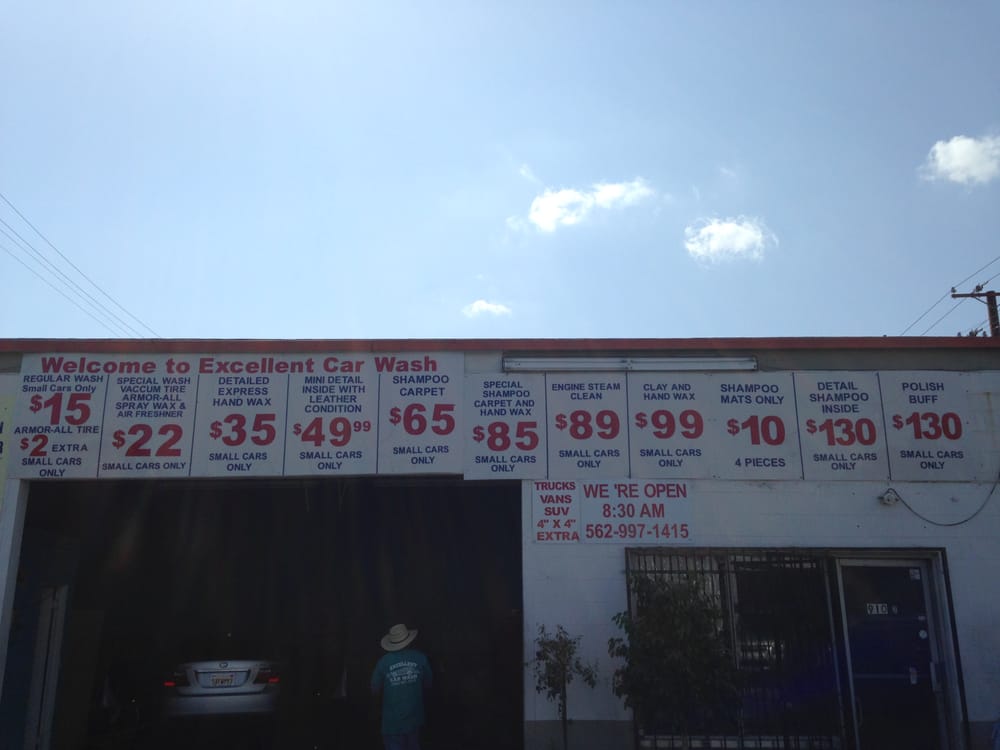 Welcome to Excellent Car Wash
REGULAR WASH
Small Cars Only
$15
ARMOR-ALL TIRE
$2 EXTRA
SMALL CARS
ONLY
SPECIAL WASH
VACCUM TIRE
ARMOR-ALL
SPRAY WAX &
AIR FRESHNER
$22
SMALL CARS ONLY
DETAILED
EXPRESS
HAND WAX
$35
SMALL CARS
ONLY
MINI DETAIL
INSIDE WITH
LEATHER
CONDITION
$49 99
SMALL CARS
ONLY
SHAMPOO
CARPET
$65
SMALL CARS
ONLY
SPECIAL
SHAMPOO
CARPET AND
HAND WAX
$85
SMALL CARS
ONLY
ENGINE STEAM
CLEAN
$89
SMALL CARS
ONLY
CLAY AND
HAND WAX
$99
SMALL CARS
ONLY
SHAMPOO
MATS ONLY
$10
4 PIECES
DETAIL
SHAMPOO
INSIDE
$130
SMALL CARS
ONLY
POLISH
BUFF
$130
SMALL CARS
ONLY
TRUCKS
VANS
SUV
4" X 4"
EXTRA
WE 'RE OPEN
8:30 AM
562-997-1415
EXCELLENT
CAR WASH
910